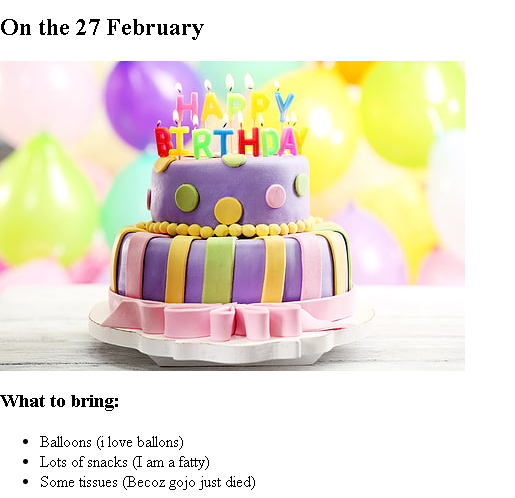 On the 27 February
HAPPY
BIRTHDAY
What to bring:
Balloons (i love ballons)
Lots of snacks (I am a fatty)
Some tissues (Becoz gojo just died)